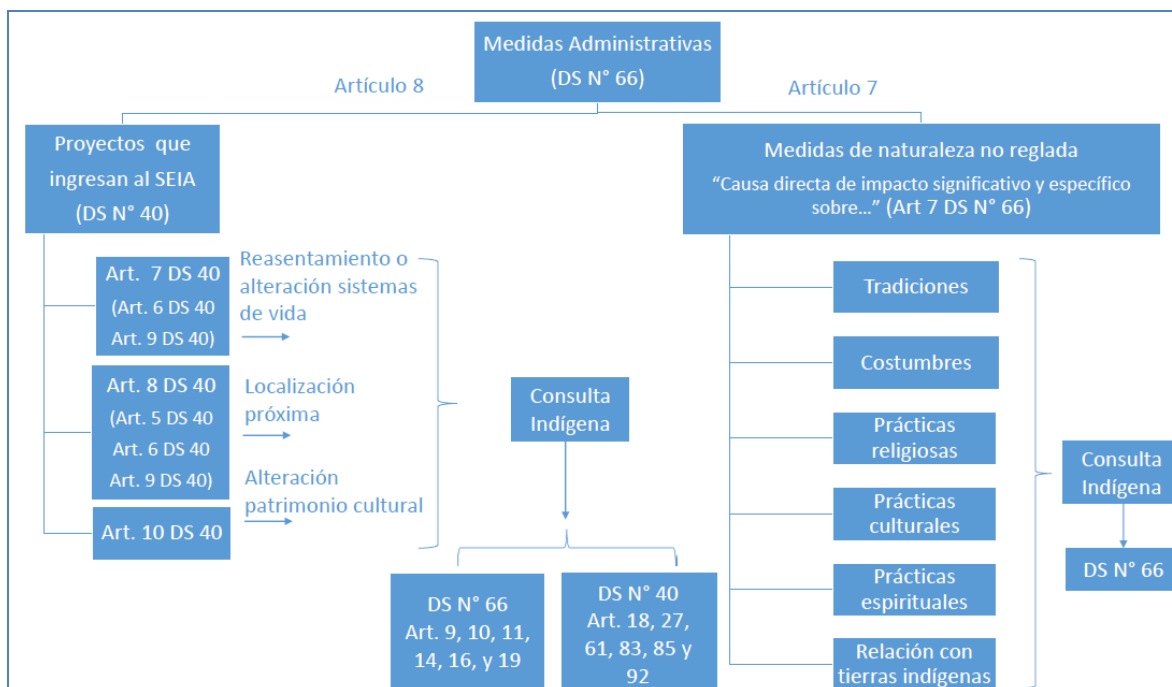 Medidas Administrativas
(DS N° 66)
Artículo 8
Artículo 7
Proyectos que
ingresan al SEIA
(DS N° 40)
Medidas de naturaleza no reglada
“Causa directa de impacto significativo y específico
sobre…” (Art 7 DS N° 66)
Art. 7 DS 40
(Art. 6 DS 40
Art. 9 DS 40)
Reasentamiento o
alteración sistemas
de vida
Art. 8 DS 40
(Art. 5 DS 40
Art. 6 DS 40
Art. 9 DS 40)
Localización
próxima
Art. 10 DS 40
Alteración
patrimonio cultural
Consulta
Indígena
DS N° 66
Art. 9, 10, 11,
14, 16, y 19
DS N° 40
Art. 18, 27,
61, 83, 85 y
92
Tradiciones
Costumbres
Prácticas
religiosas
Prácticas
culturales
Prácticas
espirituales
Relación con
tierras indígenas
Consulta
Indígena
DS N° 66